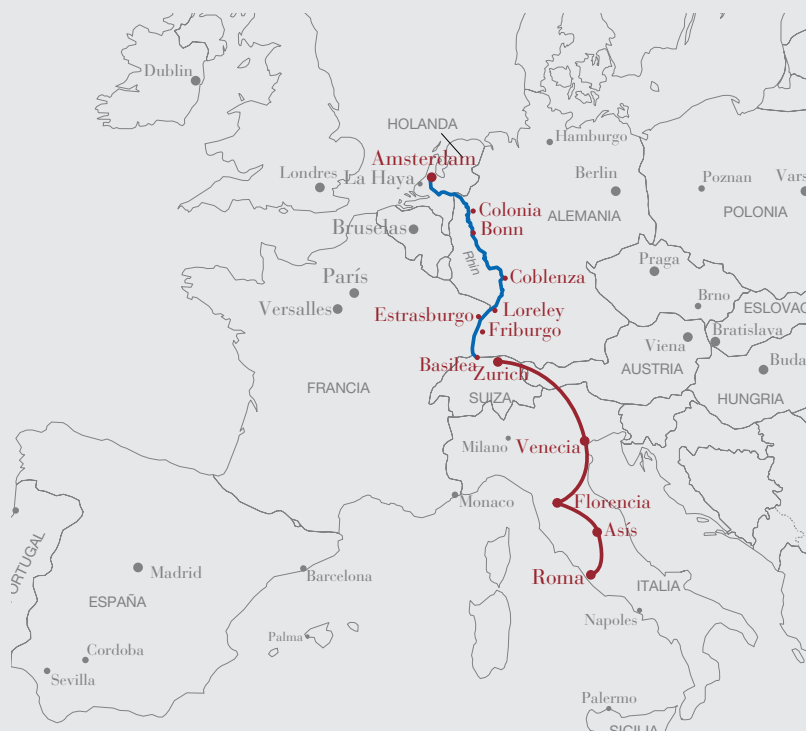 Dublin
HOLANDA
Hamburgo
Amsterdam
La Haya
Londres
Berlin
Poznan
Vars
Colonia
ALEMANIA
POLONIA
Bonn
Bruselas
Rhin
Praga
París
Coblenza
Brno
Versalles
Loreley
ESLOVAC
Estrasburgo
Friburgo
Bratislava
Viena
Basilea
Zurich
Buda
AUSTRIA
FRANCIA
SUIZA
HUNGRIA
Milano
Venecia
Monaco
Florencia
Asís
PORTUGAL
Madrid
Barcelona
Roma
ITALIA
ESPAÑA
Napoles
Palma
Cordoba
Sevilla
Palermo
SICILIA